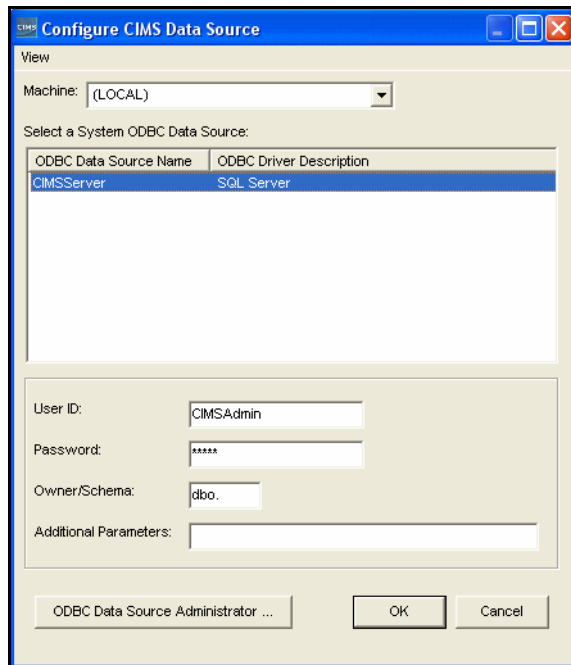 CIMS Configure CIMS Data Source
View
Machine: (LOCAL)
Select a System ODBC Data Source:
ODBC Data Source Name ODBC Driver Description
CIMSServer SQL Server
User ID: CIMSAdmin
Password: *****
Owner/Schema: dbo.
Additional Parameters:
ODBC Data Source Administrator ... OK Cancel